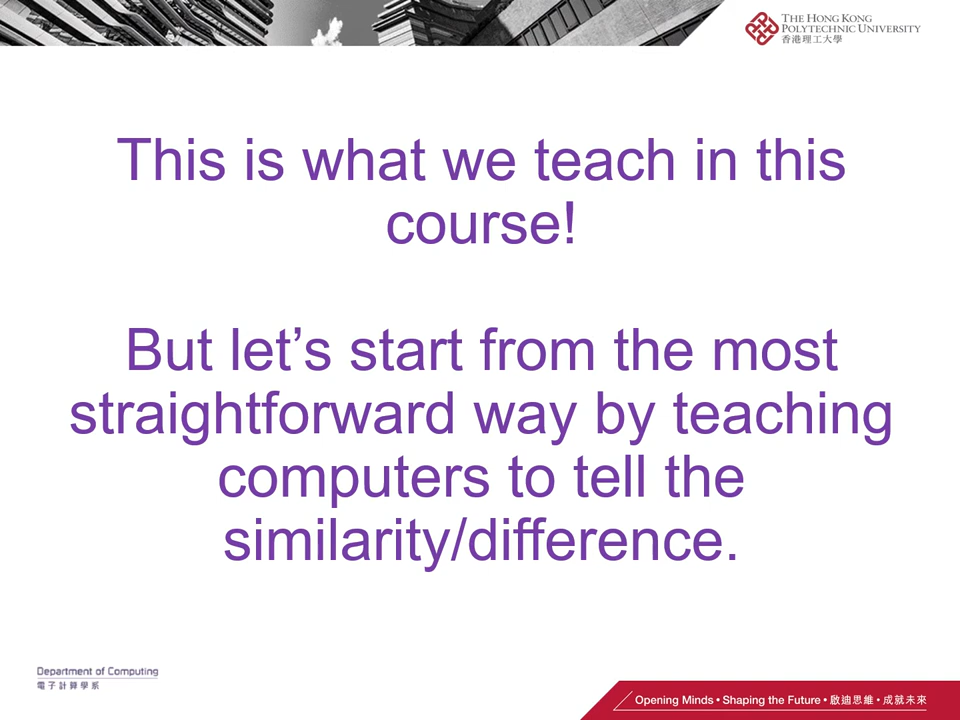 THE HONG KONG
POLYTECHNIC UNIVERSITY
香港理工大學
This is what we teach in this
course!
But let’s start from the most
straightforward way by teaching
computers to tell the
similarity/difference.
Department of Computing
電子計算學系
Opening Minds • Shaping the Future • 啟迪思維 • 成就未來